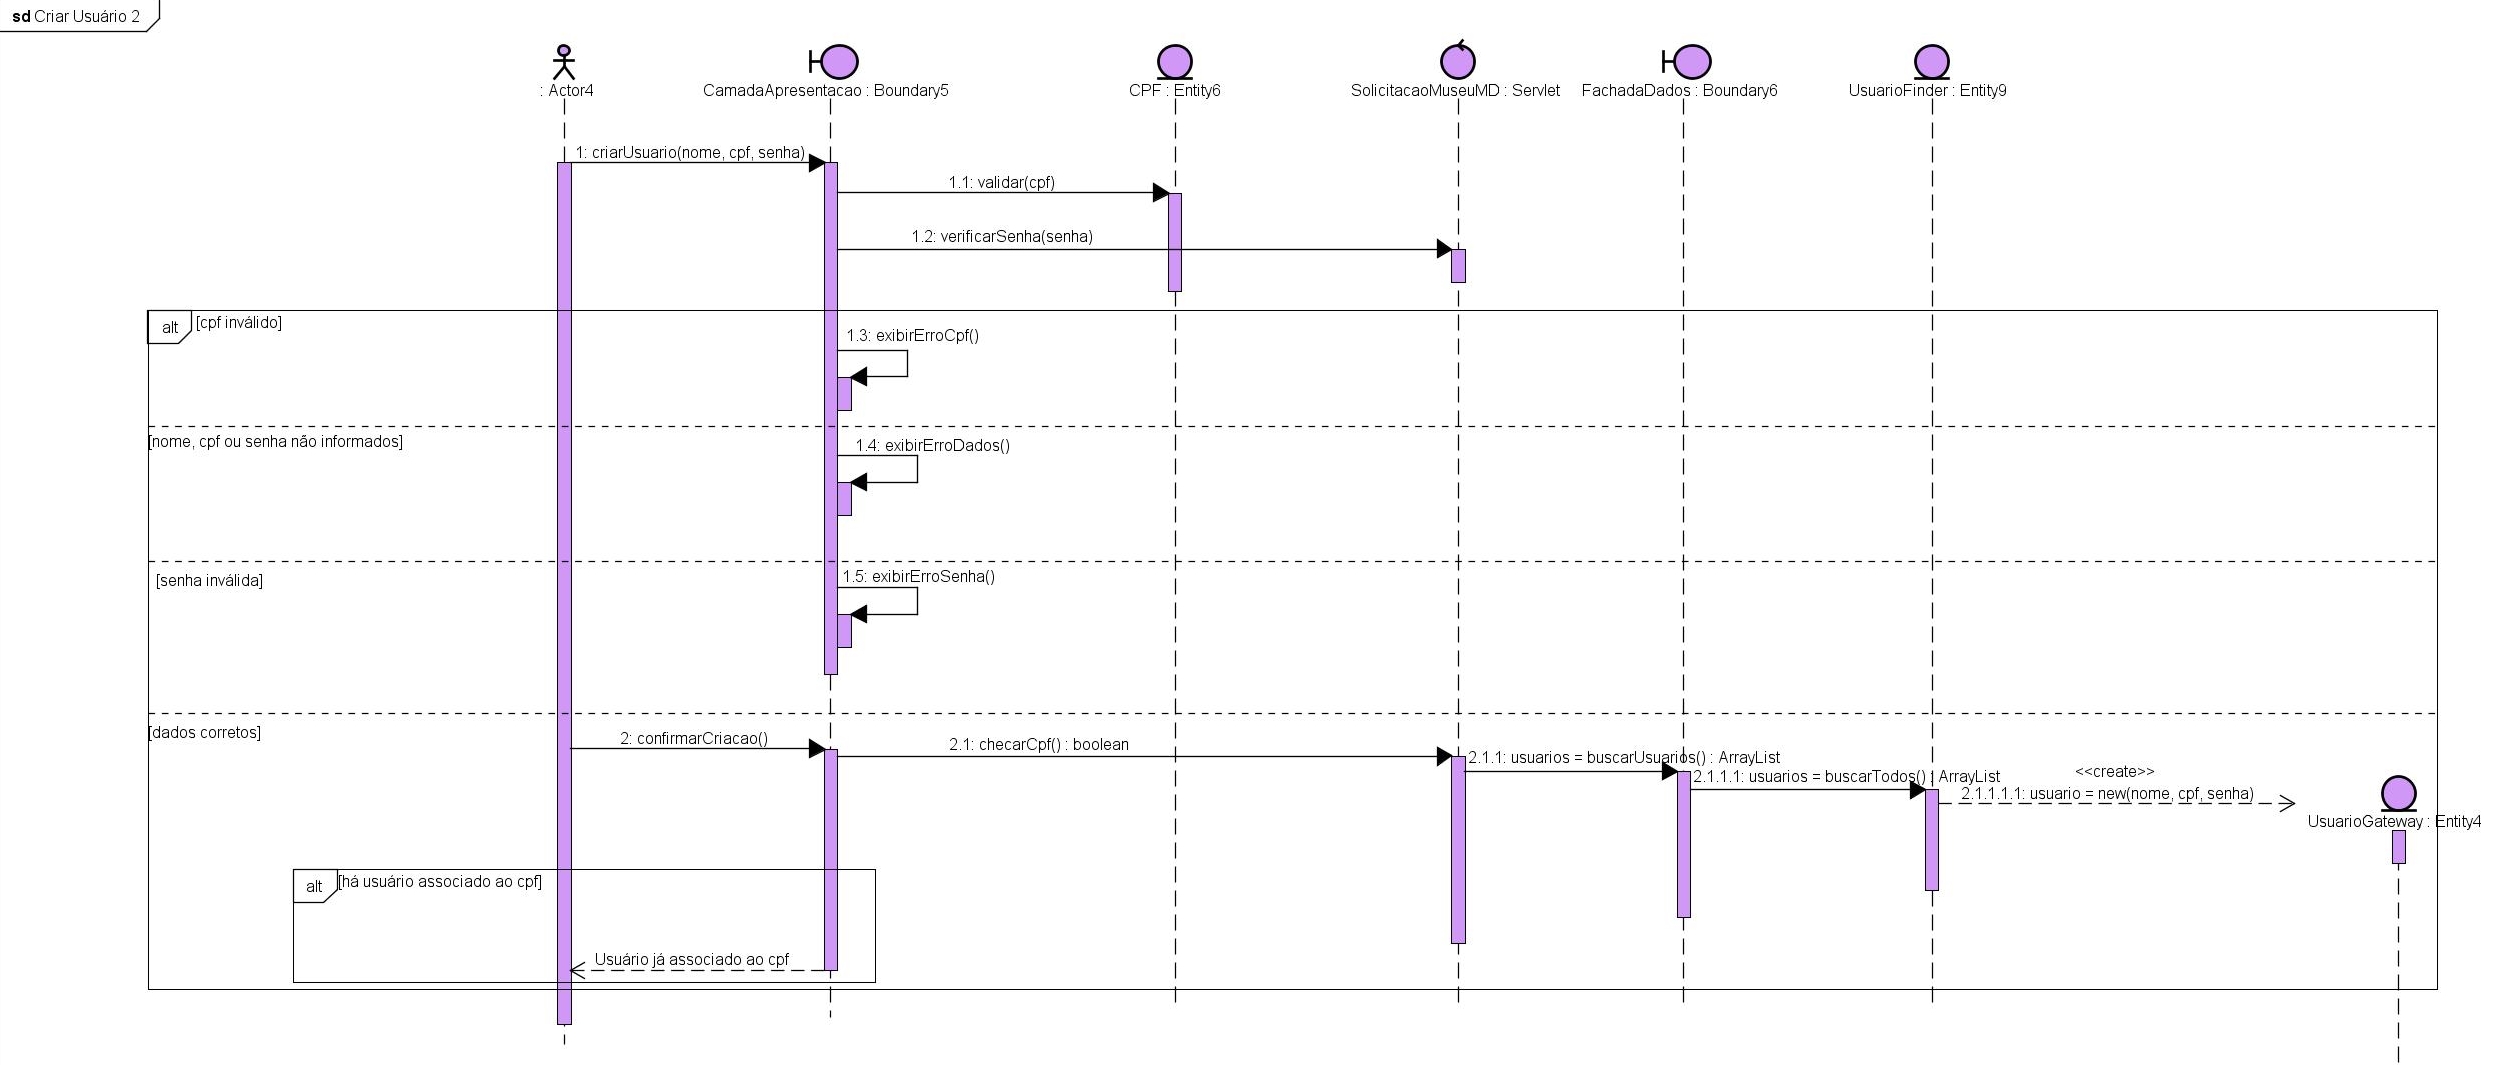 sd Criar Usuário 2
: Actor4
CamadaApresentacao : Boundary5
CPF : Entity6
SolicitacaoMuseuMD : Servlet
FachadaDados : Boundary6
UsuarioFinder : Entity9
1: criarUsuario(nome, cpf, senha)
1.1: validar(cpf)
1.2: verificarSenha(senha)
alt [cpf inválido]
1.3: exibirErroCpf()
[nome, cpf ou senha não informados]
1.4: exibirErroDados()
[senha inválida]
1.5: exibirErroSenha()
[dados corretos]
2: confirmarCriacao()
2.1: checarCpf() : boolean
2.1.1: usuarios = buscarUsuarios() : ArrayList
2.1.1.1: usuarios = buscarTodos() : ArrayList
<<create>>
2.1.1.1.1: usuario = new(nome, cpf, senha)
UsuarioGateway : Entity4
alt [há usuário associado ao cpf]
Usuário já associado ao cpf